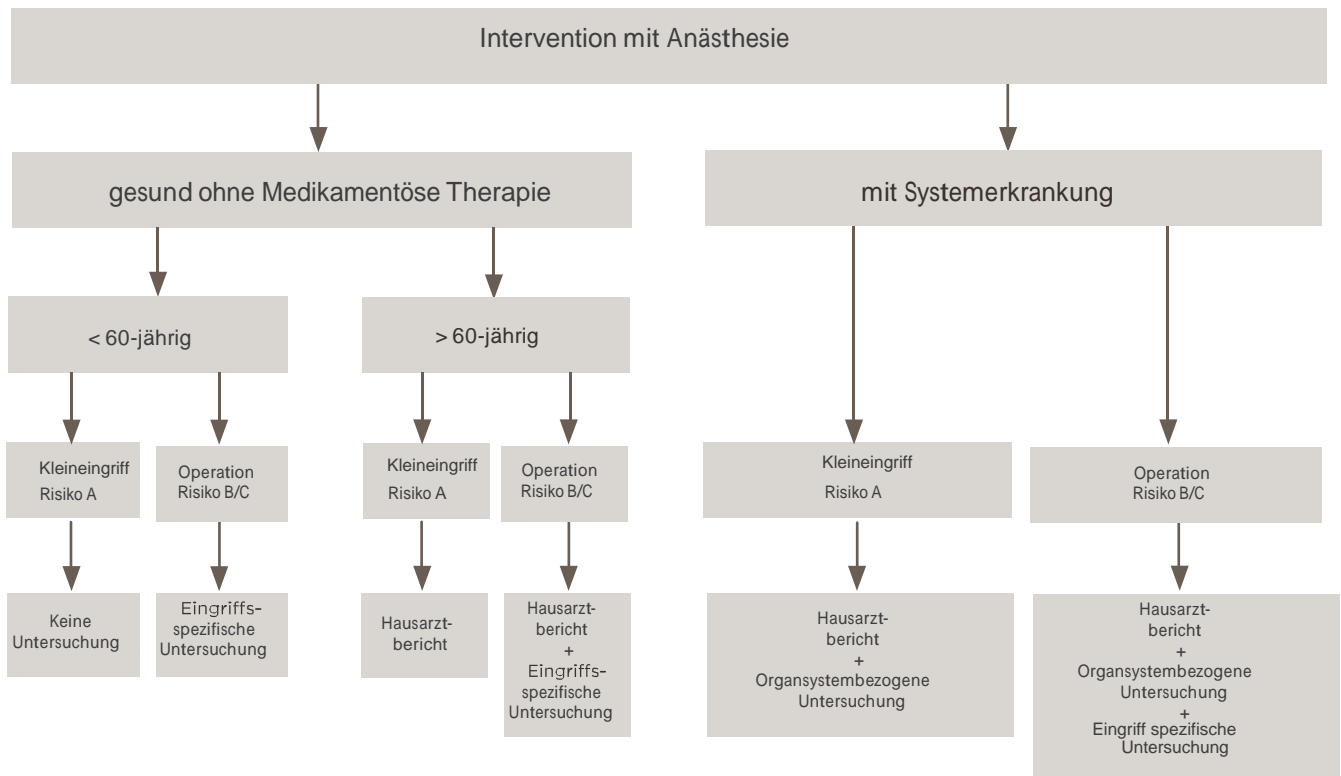 Intervention mit Anästhesie
gesund ohne Medikamentöse Therapie
mit Systemerkrankung
< 60-jährig
> 60-jährig
Kleineingriff
Risiko A
Operation
Risiko B/C
Kleineingriff
Risiko A
Operation
Risiko B/C
Kleineingriff
Risiko A
Operation
Risiko B/C
Keine
Untersuchung
Eingriffs-
spezifische
Untersuchung
Hausarzt-
bericht
Hausarzt-
bericht
+
Eingriffs-
spezifische
Untersuchung
Hausarzt-
bericht
+
Organsystembezogene
Untersuchung
Hausarzt-
bericht
+
Organsystembezogene
Untersuchung
+
Eingriff spezifische
Untersuchung